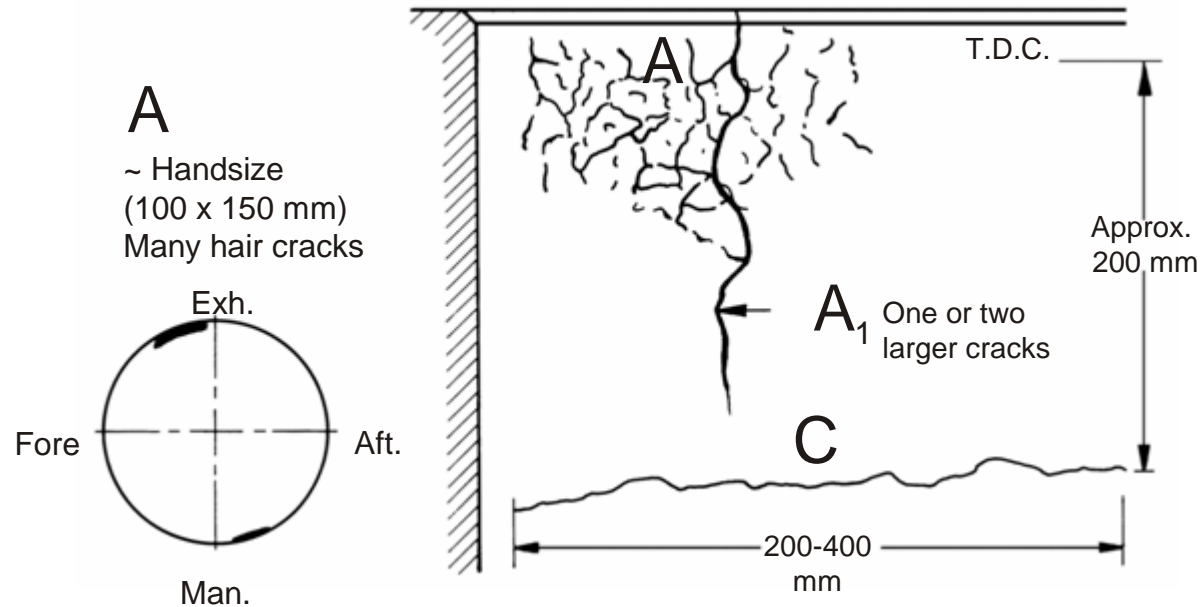 A
~ Handsize
(100 x 150 mm)
Many hair cracks
Exh.
Fore
Aft.
Man.
A
T.D.C.
Approx.
200 mm
A1 One or two
larger cracks
C
200-400
mm